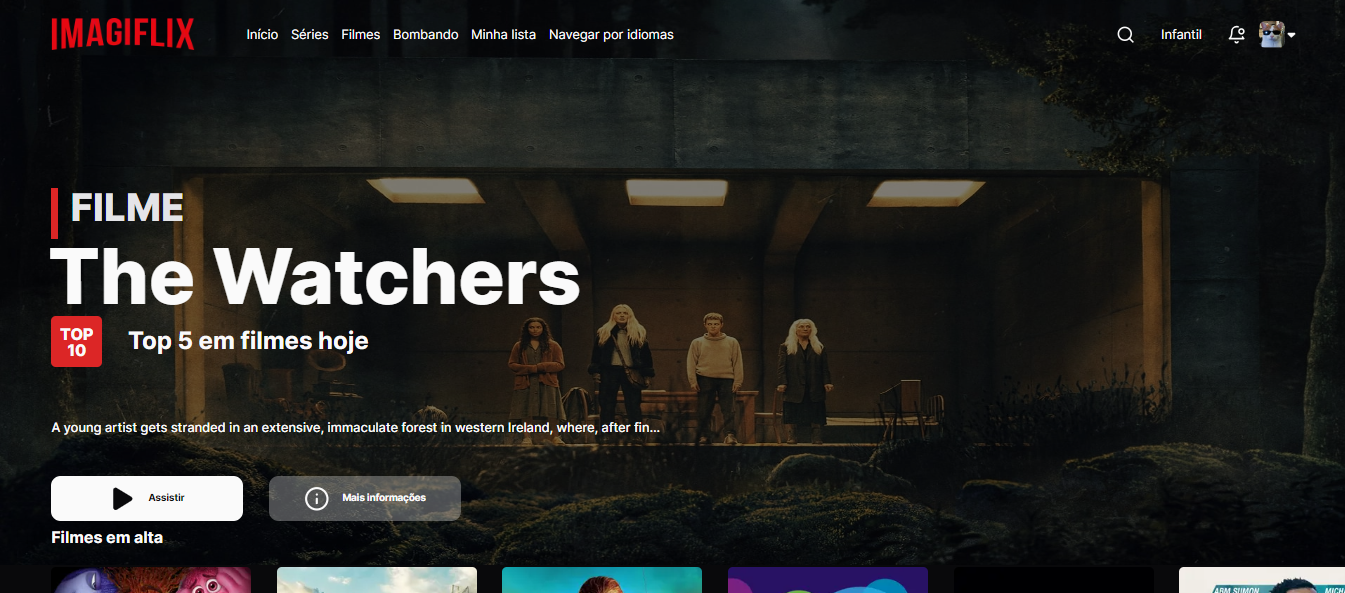 IMAGIFLIX
Início Séries Filmes Bombando Minha lista Navegar por idiomas
Infantil
FILME
The Watchers
TOP
10
Top 5 em filmes hoje
A young artist gets stranded in an extensive, immaculate forest in western Ireland, where, after fin...
Assistir
Mais informações
Filmes em alta